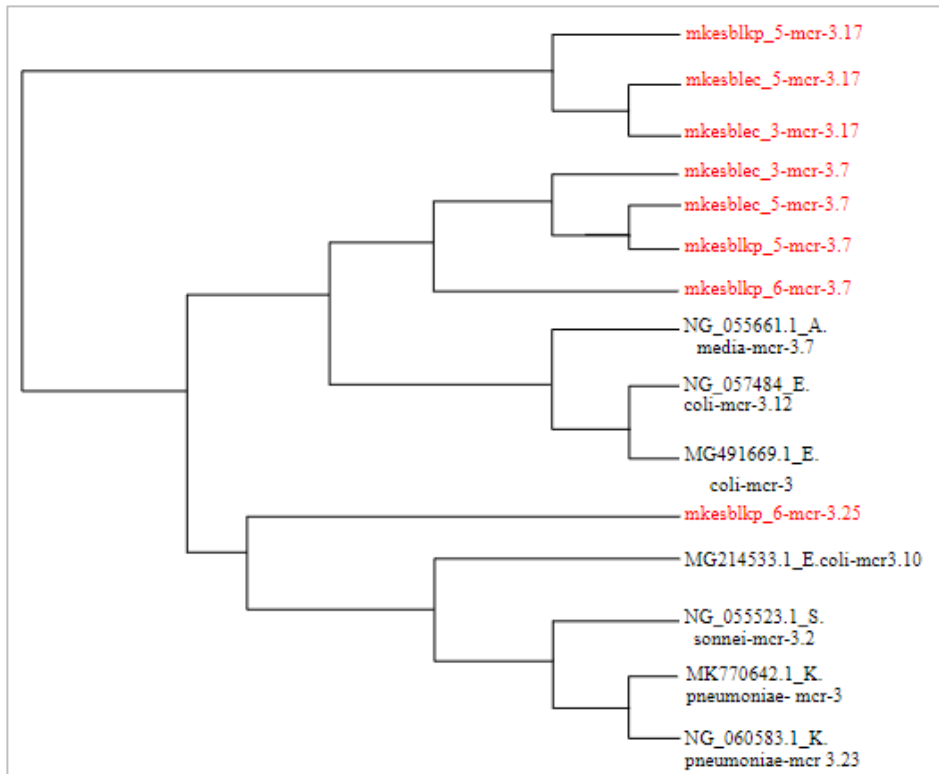 mkesblkp_5-mcr-3.17
mkesblec_5-mcr-3.17
mkesblec_3-mcr-3.17
mkesblec_3-mcr-3.7
mkesblec_5-mcr-3.7
mkesblkp_5-mcr-3.7
mkesblkp_6-mcr-3.7
NG_055661.1_A.
media-mcr-3.7
NG_057484_E.
coli-mcr-3.12
MG491669.1_E.
coli-mcr-3
mkesblkp_6-mcr-3.25
MG214533.1_E.coli-mcr3.10
NG_055523.1_S.
sonnei-mcr-3.2
MK770642.1_K.
pneumoniae- mcr-3
NG_060583.1_K.
pneumoniae-mcr 3.23